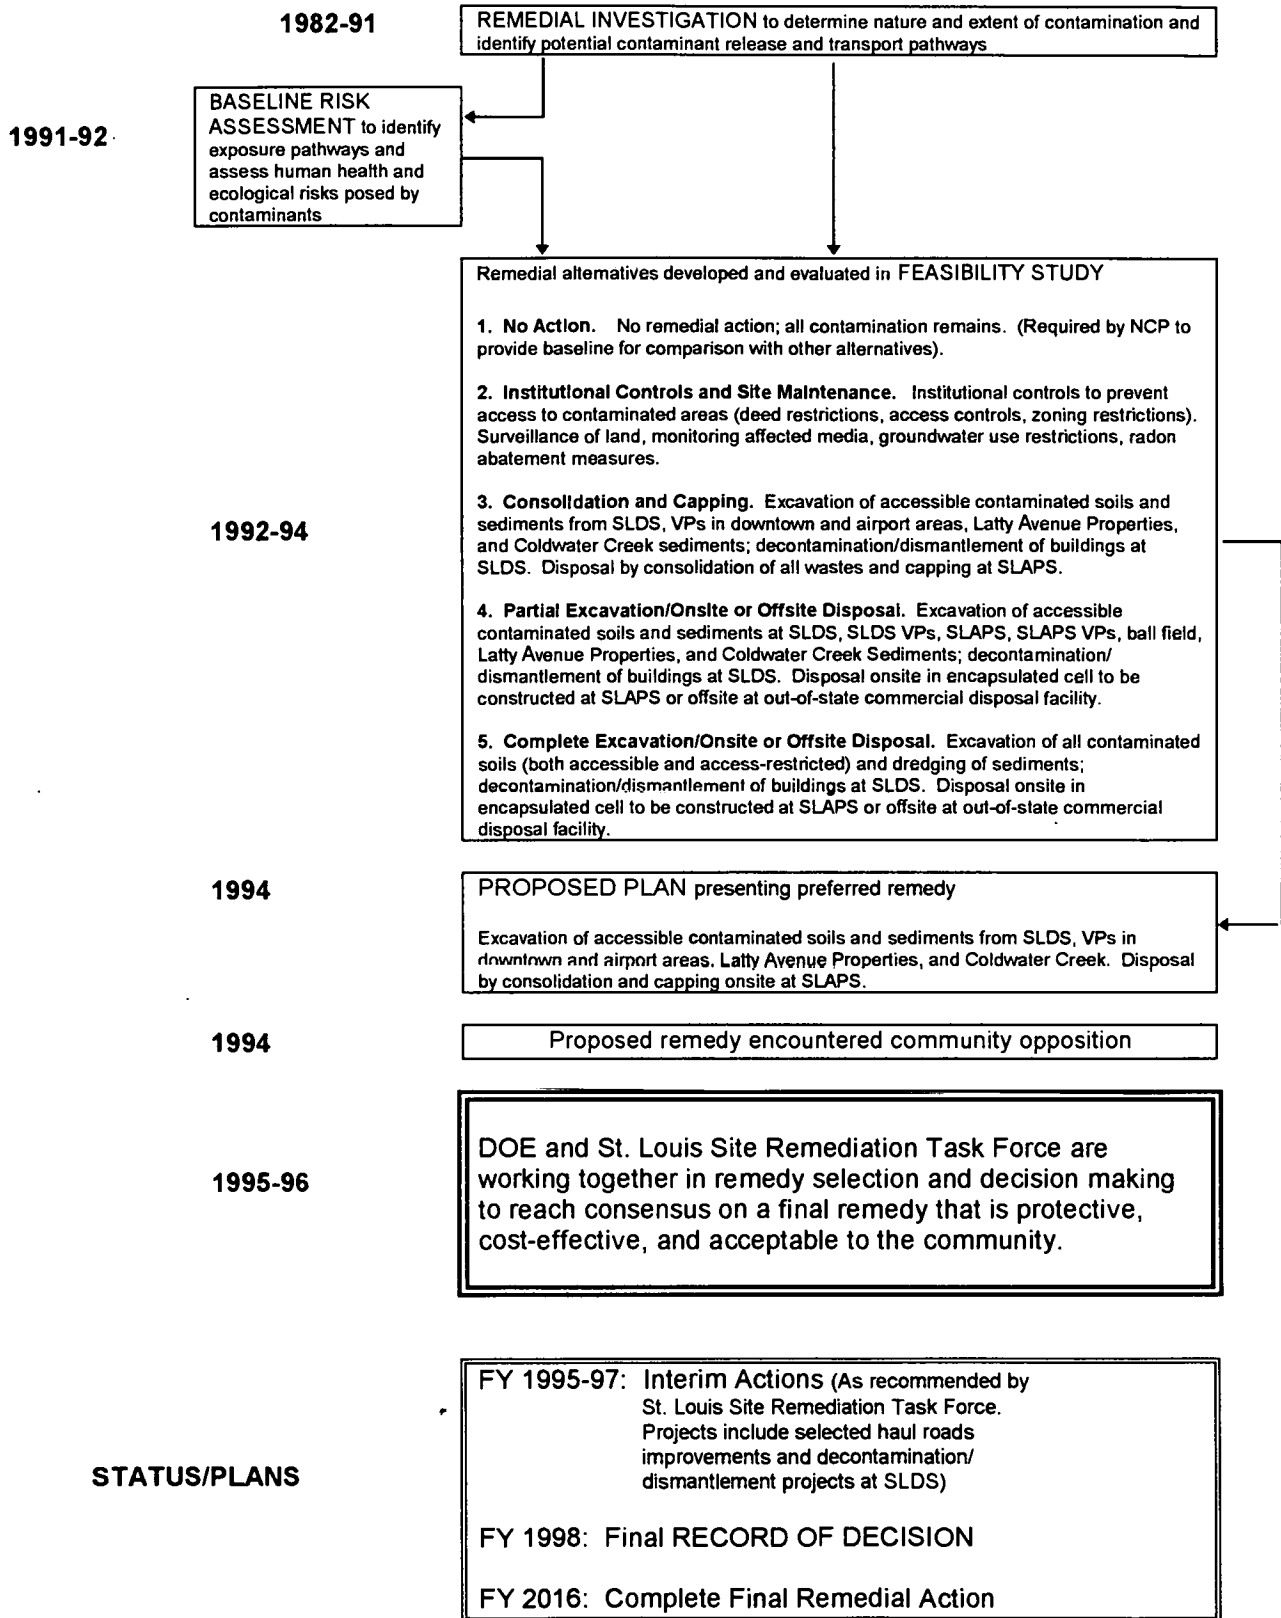 1982-91
REMEDIAL INVESTIGATION to determine nature and extent of contamination and
identify potential contaminant release and transport pathways
1991-92
BASELINE RISK
ASSESSMENT to identify
exposure pathways and
assess human health and
ecological risks posed by
contaminants
Remedial alternatives developed and evaluated in FEASIBILITY STUDY
1. No Action. No remedial action; all contamination remains. (Required by NCP to
provide baseline for comparison with other alternatives).
2. Institutional Controls and Site Maintenance. Institutional controls to prevent
access to contaminated areas (deed restrictions, access controls, zoning restrictions).
Surveillance of land, monitoring affected media, groundwater use restrictions, radon
abatement measures.
1992-94
3. Consolidation and Capping. Excavation of accessible contaminated soils and
sediments from SLDS, VPs in downtown and airport areas, Latty Avenue Properties,
and Coldwater Creek sediments; decontamination/dismantlement of buildings at
SLDS. Disposal by consolidation of all wastes and capping at SLAPS.
4. Partial Excavation/Onsite or Offsite Disposal. Excavation of accessible
contaminated soils and sediments at SLDS, SLDS VPs, SLAPS, SLAPS VPs, ball field,
Latty Avenue Properties, and Coldwater Creek Sediments; decontamination/
dismantlement of buildings at SLDS. Disposal onsite in encapsulated cell to be
constructed at SLAPS or offsite at out-of-state commercial disposal facility.
5. Complete Excavation/Onsite or Offsite Disposal. Excavation of all contaminated
soils (both accessible and access-restricted) and dredging of sediments;
decontamination/dismantlement of buildings at SLDS. Disposal onsite in
encapsulated cell to be constructed at SLAPS or offsite at out-of-state commercial
disposal facility.
1994
PROPOSED PLAN presenting preferred remedy
Excavation of accessible contaminated soils and sediments from SLDS, VPs in
downtown and airport areas. Latty Avenue Properties, and Coldwater Creek. Disposal
by consolidation and capping onsite at SLAPS.
1994
Proposed remedy encountered community opposition
1995-96
DOE and St. Louis Site Remediation Task Force are
working together in remedy selection and decision making
to reach consensus on a final remedy that is protective,
cost-effective, and acceptable to the community.
STATUS/PLANS
FY 1995-97: Interim Actions (As recommended by
St. Louis Site Remediation Task Force.
Projects include selected haul roads
improvements and decontamination/
dismantlement projects at SLDS)
FY 1998: Final RECORD OF DECISION
FY 2016: Complete Final Remedial Action